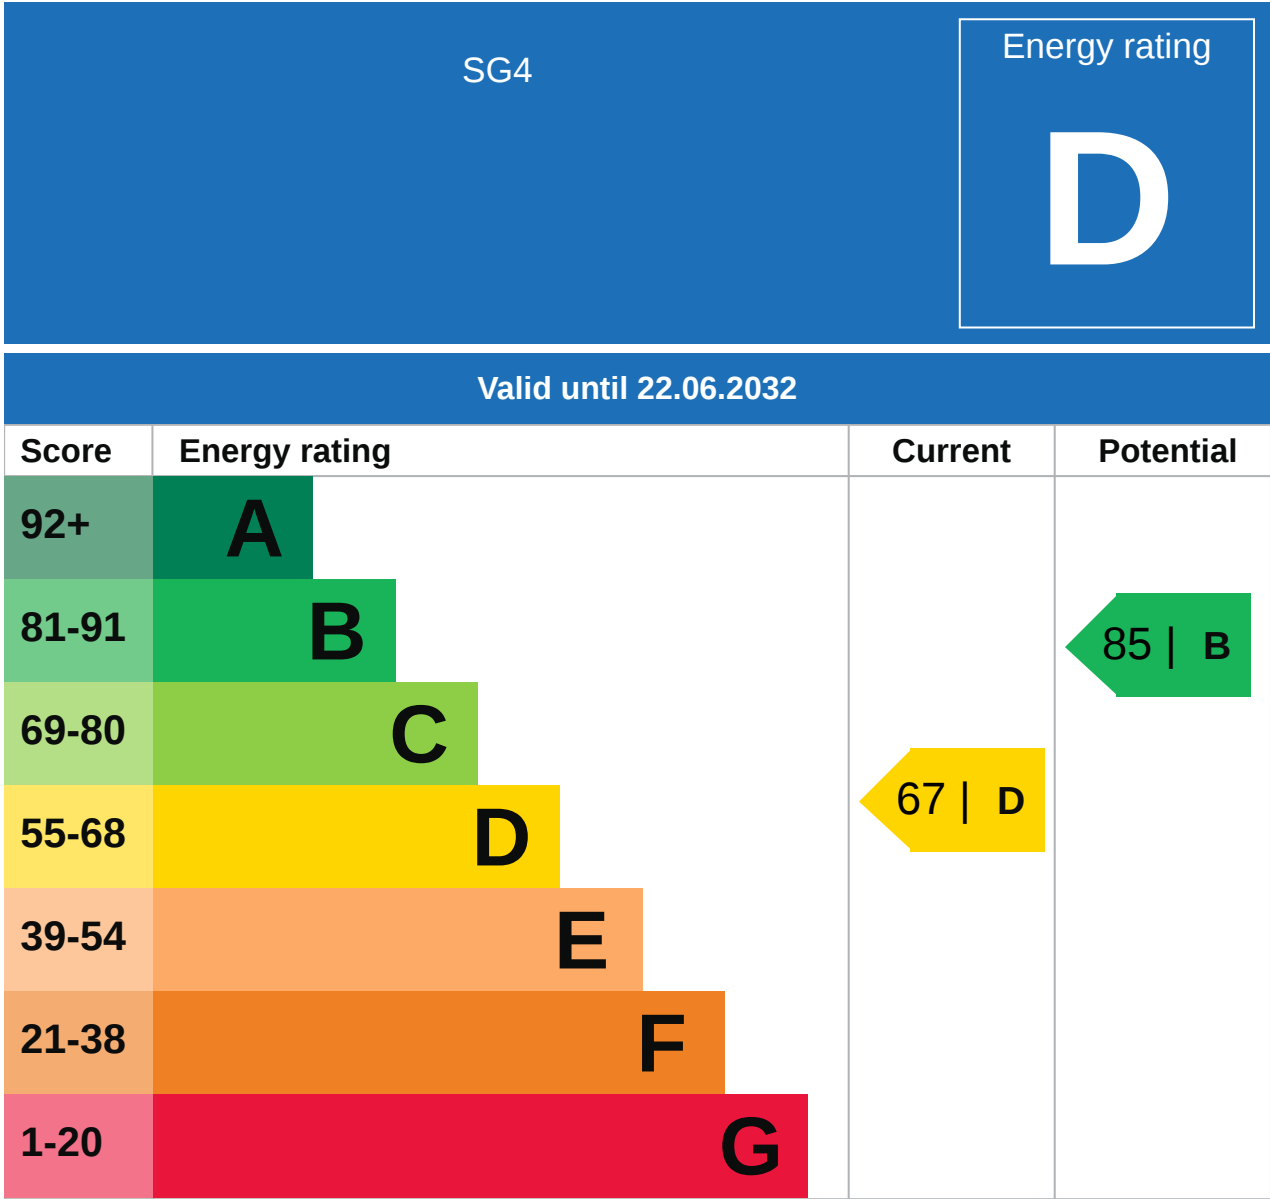 SG4
Energy rating
D
Valid until 22.06.2032
Score Energy rating Current Potential
92+ A
81-91 B 85 | B
69-80 C
67 | D
55-68 D
39-54 E
21-38 F
1-20 G